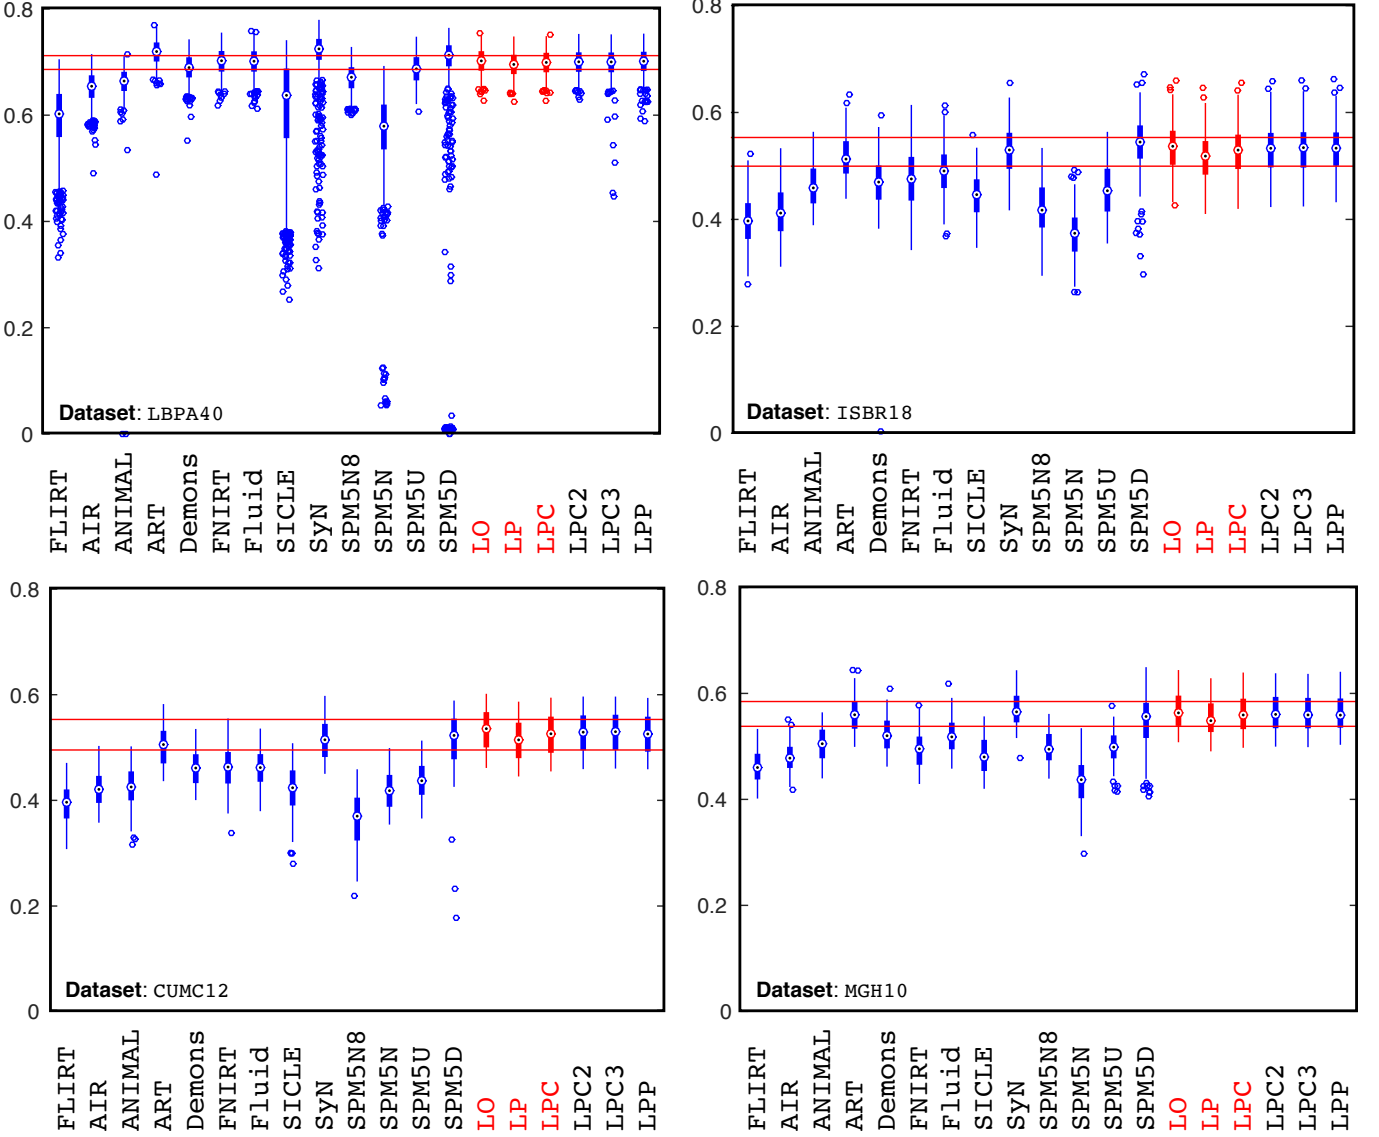 0.8
0.6
0.4
0.2
0
Dataset: LBPA40
FLIRT
AIR
ANIMAL
ART
Demons
FNIRT
Fluid
SICLE
SyN
SPM5N8
SPM5N
SPM5U
SPM5D
LO
LP
LPC
LPC2
LPC3
LPP
0.8
0.6
0.4
0.2
0
Dataset: ISBR18
FLIRT
AIR
ANIMAL
ART
Demons
FNIRT
Fluid
SICLE
SyN
SPM5N8
SPM5N
SPM5U
SPM5D
LO
LP
LPC
LPC2
LPC3
LPP
0.8
0.6
0.4
0.2
0
Dataset: CUMC12
FLIRT
AIR
ANIMAL
ART
Demons
FNIRT
Fluid
SICLE
SyN
SPM5N8
SPM5N
SPM5U
SPM5D
LO
LP
LPC
LPC2
LPC3
LPP
0.8
0.6
0.4
0.2
0
Dataset: MGH10
FLIRT
AIR
ANIMAL
ART
Demons
FNIRT
Fluid
SICLE
SyN
SPM5N8
SPM5N
SPM5U
SPM5D
LO
LP
LPC
LPC2
LPC3
LPP